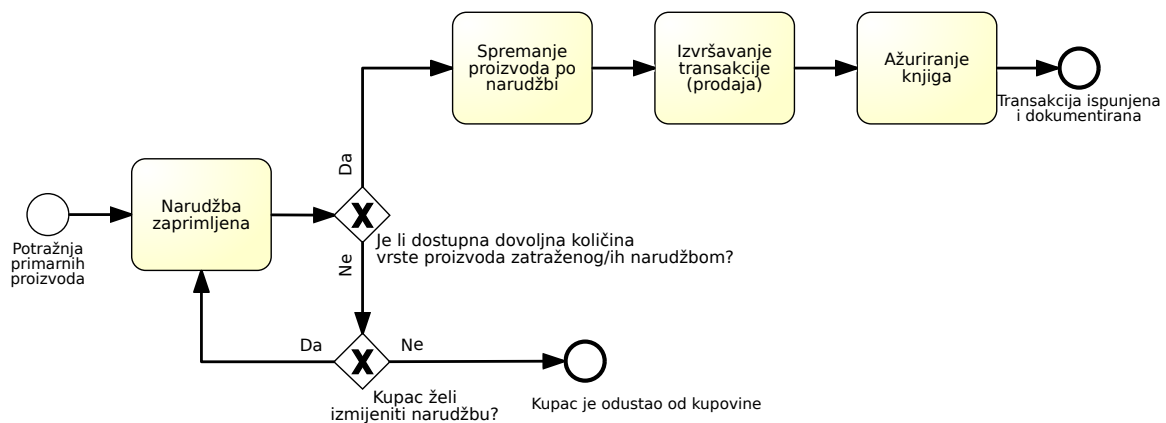 Spremanje
proizvoda po
narudžbi
Izvršavanje
transakcije
(prodaja)
Ažuriranje
knjiga
Transakcija ispunjena
i dokumentirana
Da
Narudžba
zaprimljena
Potražnja
primarnih
proizvoda
Je li dostupna dovoljna količina
vrste proizvoda zatraženog/ih narudžbom?
Ne
Da
Ne
Kupac želi
izmijeniti narudžbu?
Kupac je odustao od kupovine